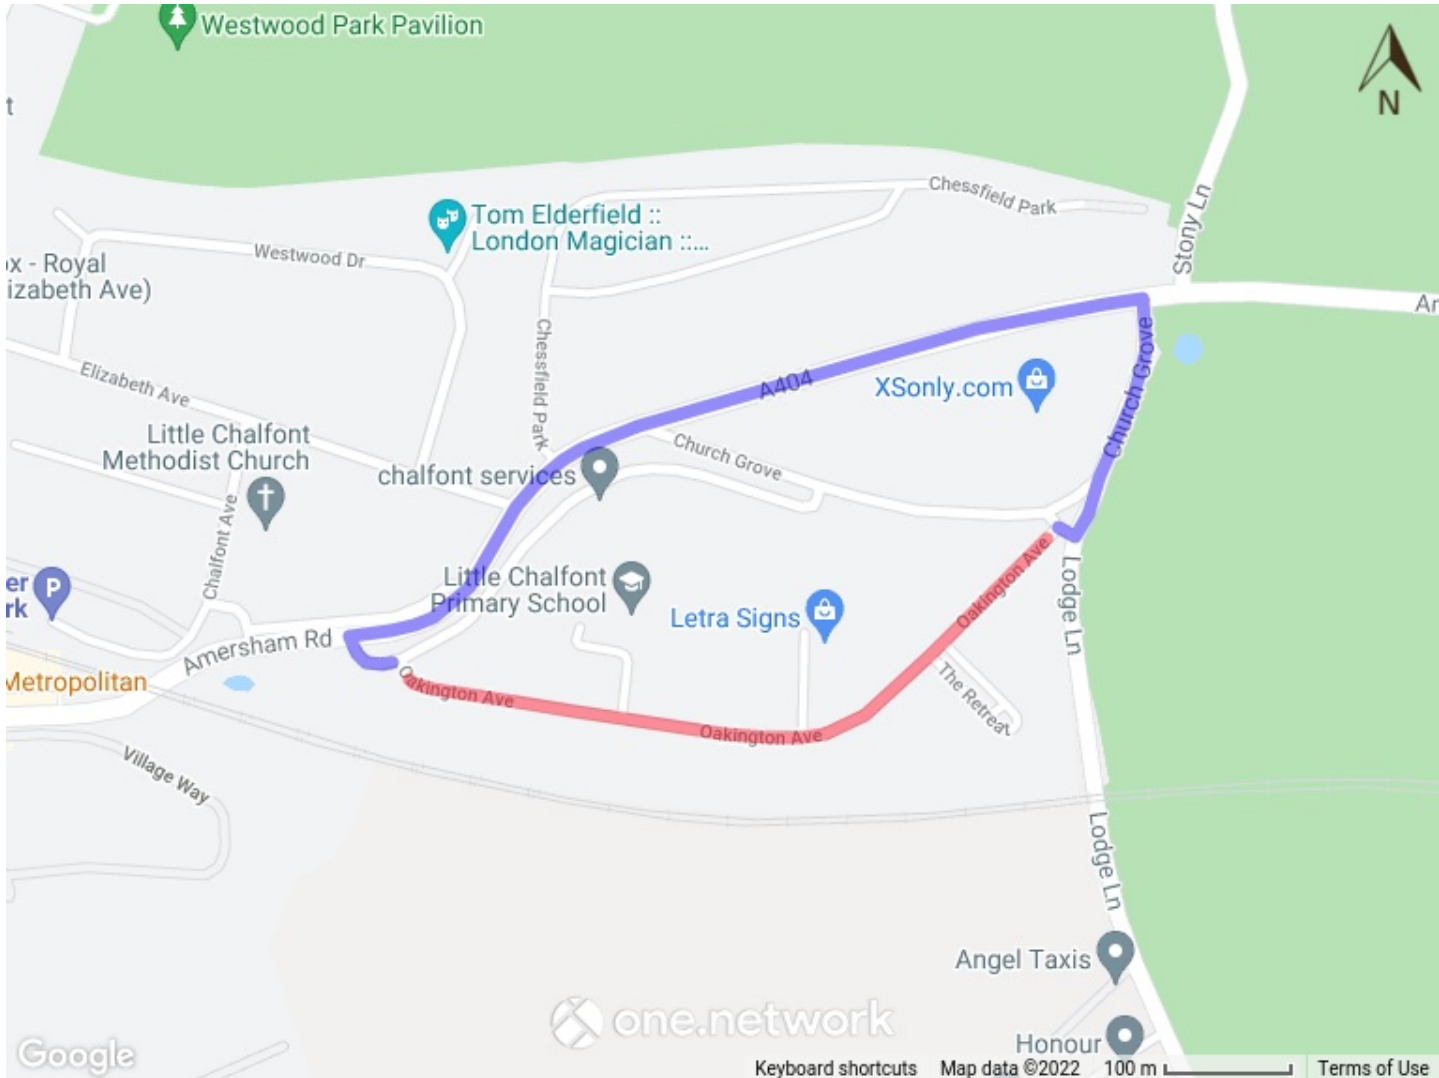 Westwood Park Pavilion
N
t
Chessfield Park
Stony Ln
Tom Elderfield ::
London Magician ::...
Westwood Dr
ox - Royal
izabeth Ave)
Ar
Chessfield Park
Church Grove
Elizabeth Ave
A404
XSonly.com
Little Chalfont
Methodist Church
Church Grove
chalfont services
Chalfont Ave
er
rk
P
Little Chalfont
Primary School
Oakington Ave
Lodge Ln
Letra Signs
Amersham Rd
Metropolitan
Oakington Ave
The Retreat
Oakington Ave
Village Way
Lodge Ln
Angel Taxis
one.network
Honour
Google
Keyboard shortcuts Map data ©2022 100 m Terms of Use